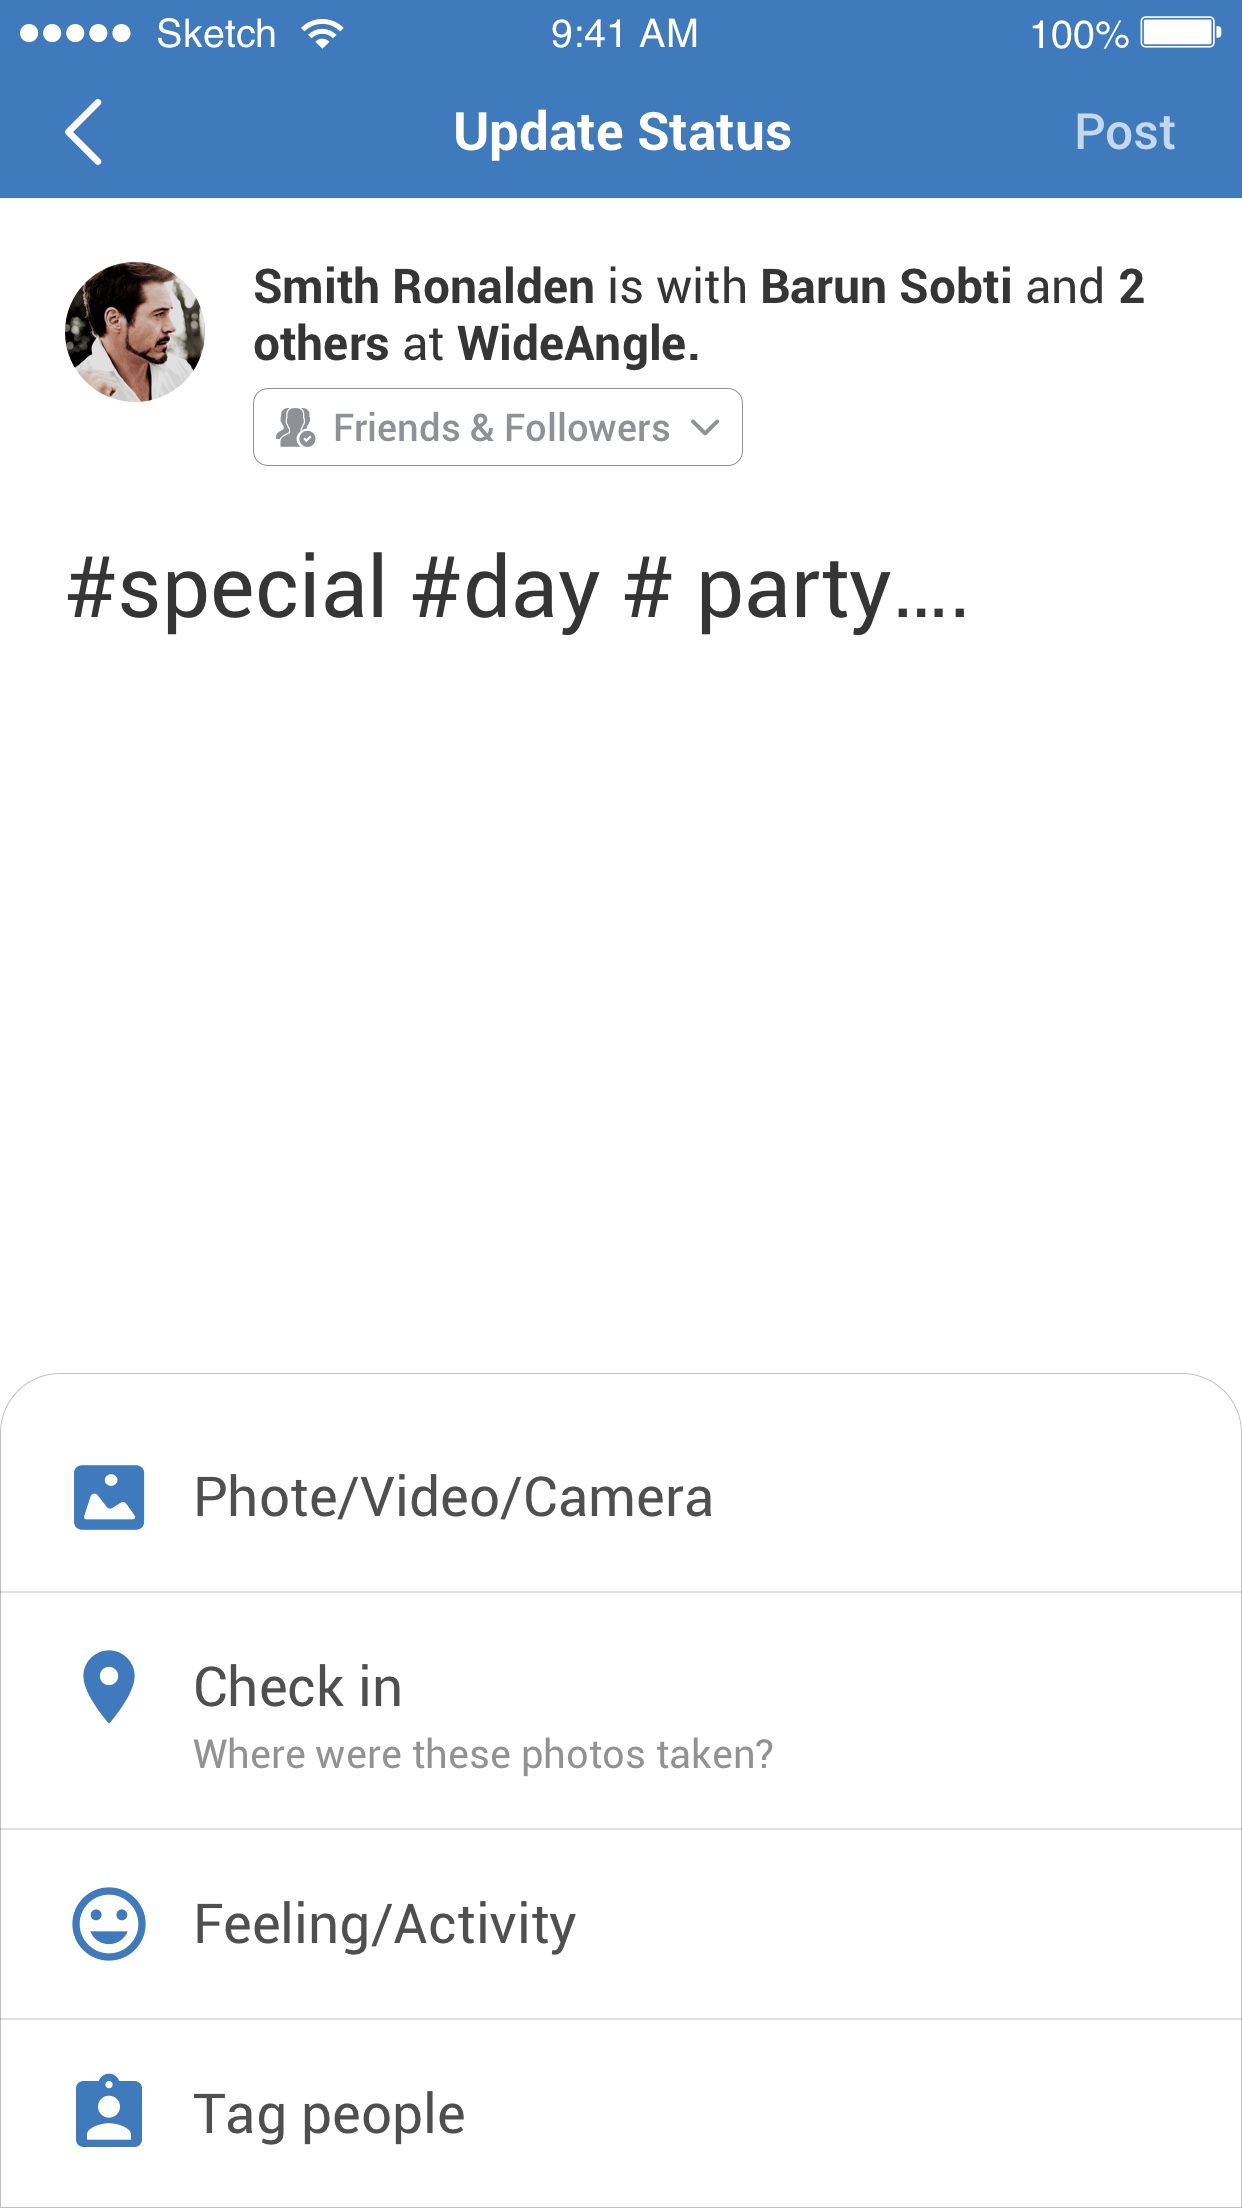 Sketch 9:41 AM 100%
Update Status Post
Smith Ronalden is with Barun Sobti and 2
others at WideAngle.
Friends & Followers
#special #day # party....
Phote/Video/Camera
Check in
Where were these photos taken?
Feeling/Activity
Tag people